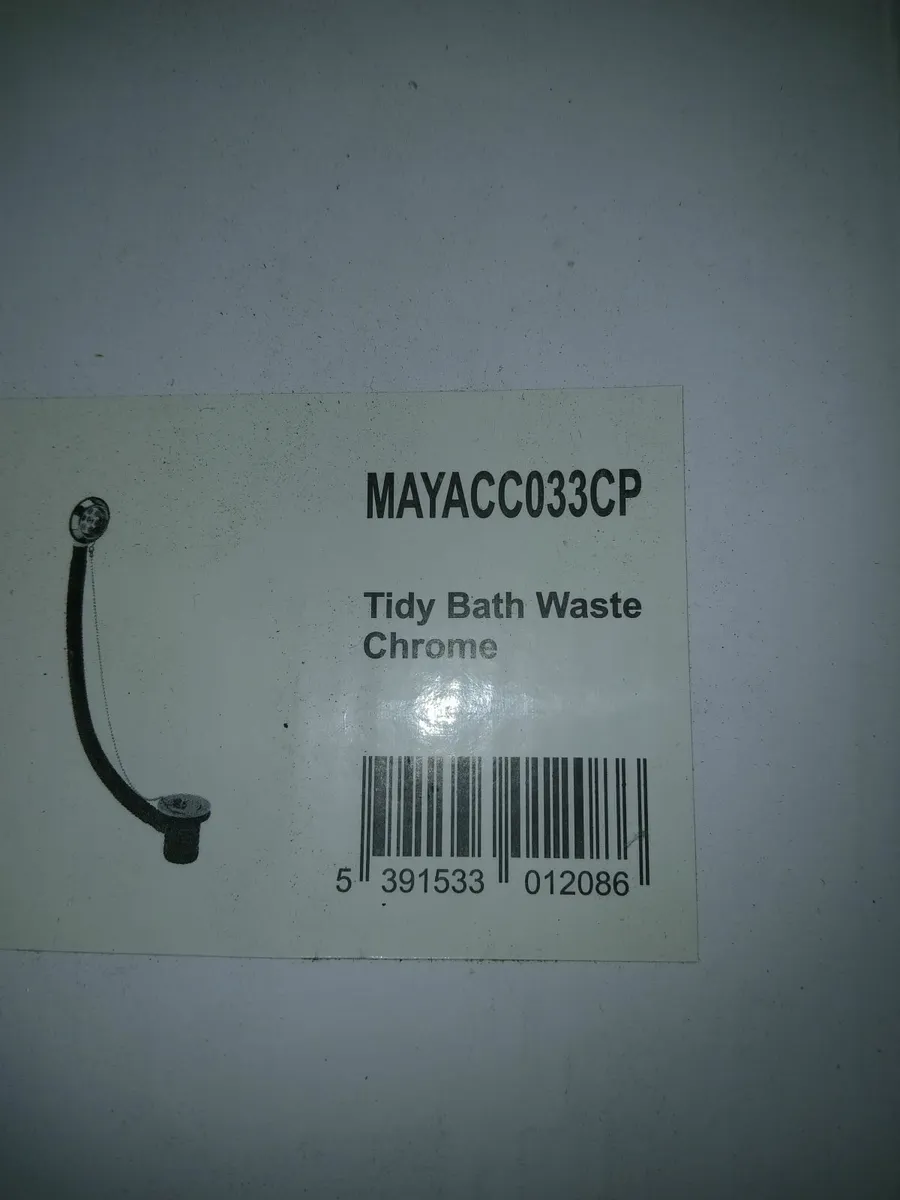 MAYACC033CP
Tidy Bath Waste
Chrome
5 391533 012086